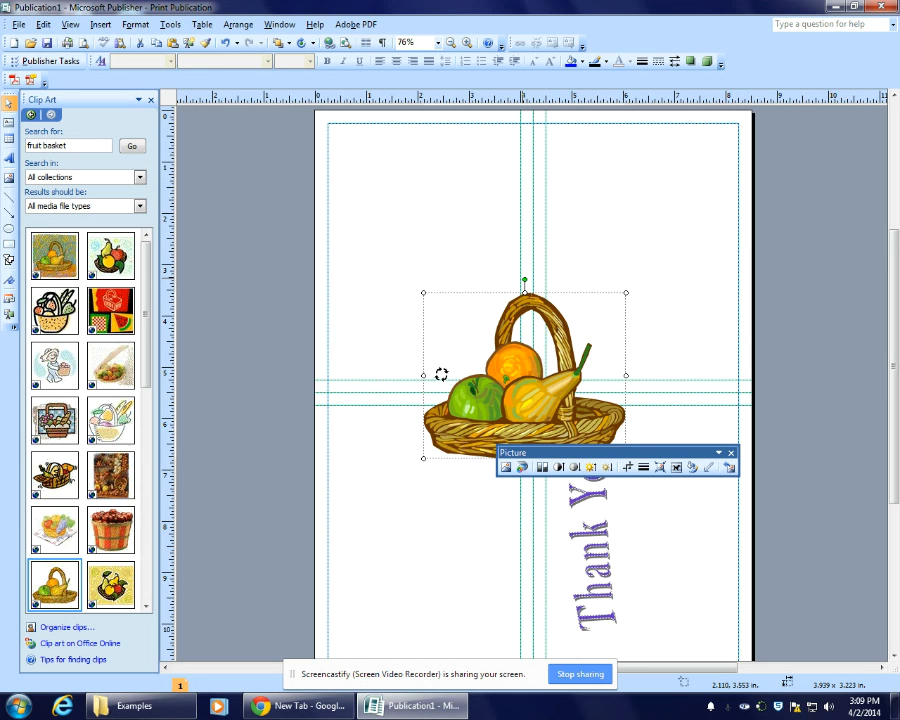 Publication1 - Microsoft Publisher - Print Publication
File Edit View Insert Format Tools Table Arrange Window Help Adobe PDF
Type a question for help
76%
Publisher Tasks
Clip Art
Search for:
fruit basket
Go
Search in:
All collections
Results should be:
All media file types
Organize clips...
Clip art on Office Online
Tips for finding clips
Picture
Thank Yo
Screencastify (Screen Video Recorder) is sharing your screen.
Stop sharing
1
2.110, 3.553 in.
3.939 x 3.223 in.
Examples
New Tab - Googl...
Publication1 - Mi...
3:09 PM
4/2/2014